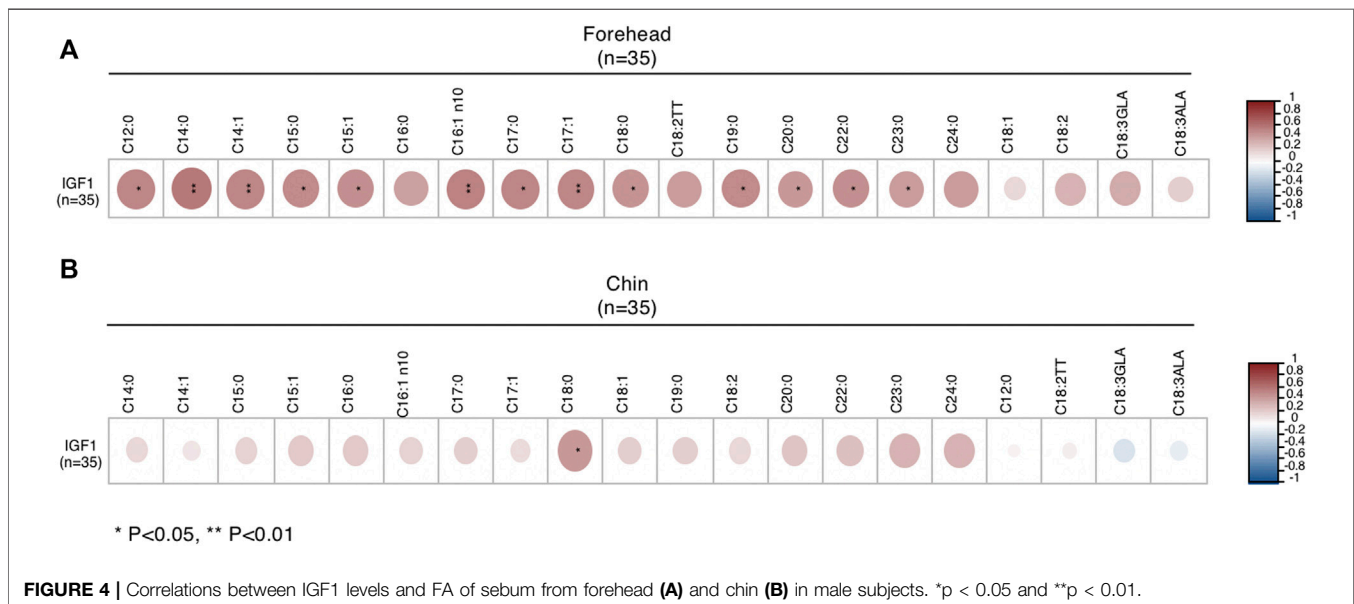 A
Forehead
(n=35)
C12:0 C14:0 C14:1 C15:0 C15:1 C16:0 C16:1 n10 C17:0 C17:1 C18:0 C18:2TT C19:0 C20:0 C22:0 C23:0 C24:0 C18:1 C18:2 C18:3GLA C18:3ALA
IGF1 * ** ** * * ** * ** * * * * *
(n=35)
1
0.8
0.6
0.4
0.2
0
-0.2
-0.4
-0.6
-0.8
-1
B
Chin
(n=35)
C14:0 C14:1 C15:0 C15:1 C16:0 C16:1 n10 C17:0 C17:1 C18:0 C18:1 C19:0 C18:2 C20:0 C22:0 C23:0 C24:0 C12:0 C18:2TT C18:3GLA C18:3ALA
IGF1 *
(n=35)
1
0.8
0.6
0.4
0.2
0
-0.2
-0.4
-0.6
-0.8
-1
* P<0.05, ** P<0.01
FIGURE 4 | Correlations between IGF1 levels and FA of sebum from forehead (A) and chin (B) in male subjects. *p < 0.05 and **p < 0.01.